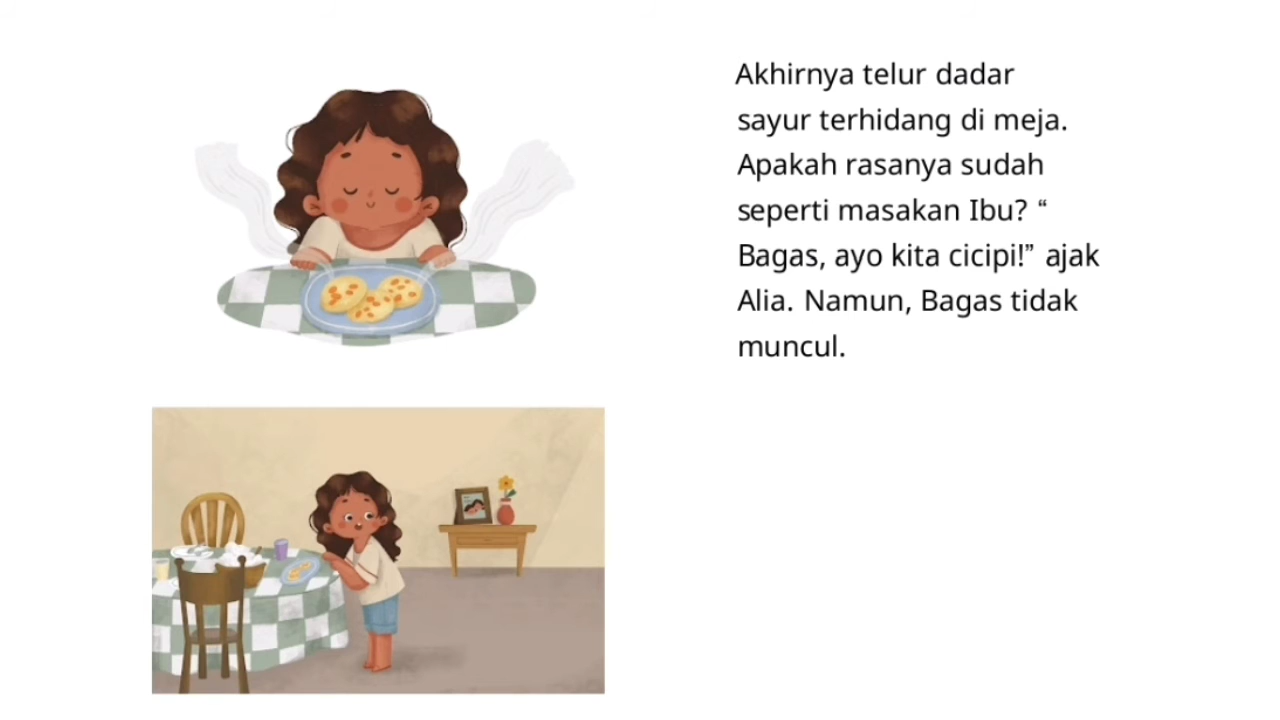 Akhirnya telur dadar
sayur terhidang di meja.
Apakah rasanya sudah
seperti masakan Ibu? “
Bagas, ayo kita cicipi!” ajak
Alia. Namun, Bagas tidak
muncul.